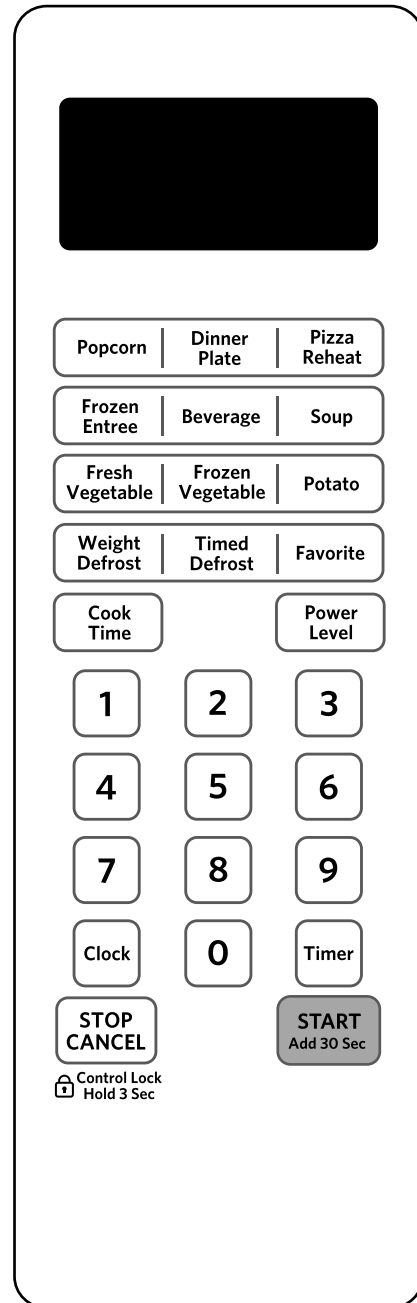 Popcorn Dinner Plate Pizza Reheat
Frozen Entree Beverage Soup
Fresh Vegetable Frozen Vegetable Potato
Weight Defrost Timed Defrost Favorite
Cook Time Power Level
1 2 3
4 5 6
7 8 9
Clock 0 Timer
STOP CANCEL START Add 30 Sec
Control Lock
Hold 3 Sec